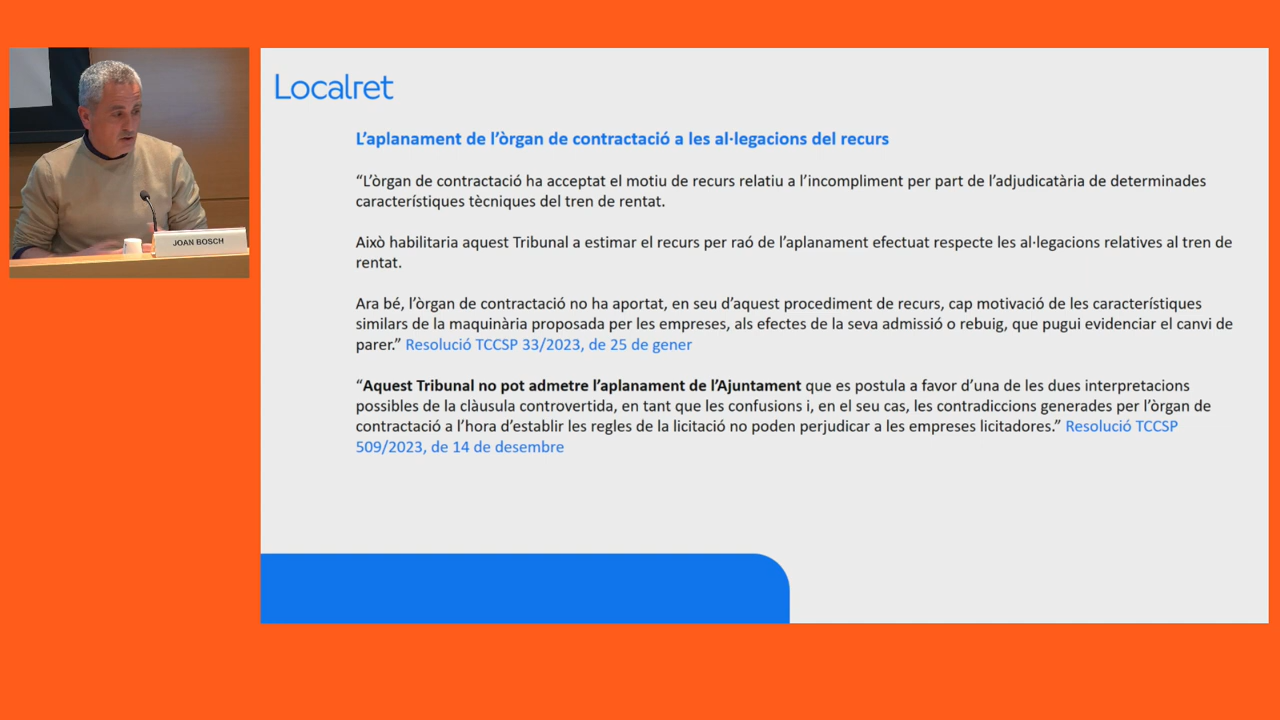 JOAN BOSCH
Localret
L’aplanament de l’òrgan de contractació a les al·legacions del recurs
“L’òrgan de contractació ha acceptat el motiu de recurs relatiu a l’incompliment per part de l’adjudicatària de determinades
característiques tècniques del tren de rentat.
Això habilitaria aquest Tribunal a estimar el recurs per raó de l’aplanament efectuat respecte les al·legacions relatives al tren de
rentat.
Ara bé, l’òrgan de contractació no ha aportat, en seu d’aquest procediment de recurs, cap motivació de les característiques
similars de la maquinària proposada per les empreses, als efectes de la seva admissió o rebuig, que pugui evidenciar el canvi de
parer.” Resolució TCCSP 33/2023, de 25 de gener
“Aquest Tribunal no pot admetre l’aplanament de l’Ajuntament que es postula a favor d’una de les dues interpretacions
possibles de la clàusula controvertida, en tant que les confusions i, en el seu cas, les contradiccions generades per l’òrgan de
contractació a l’hora d’establir les regles de la licitació no poden perjudicar a les empreses licitadores.” Resolució TCCSP
509/2023, de 14 de desembre